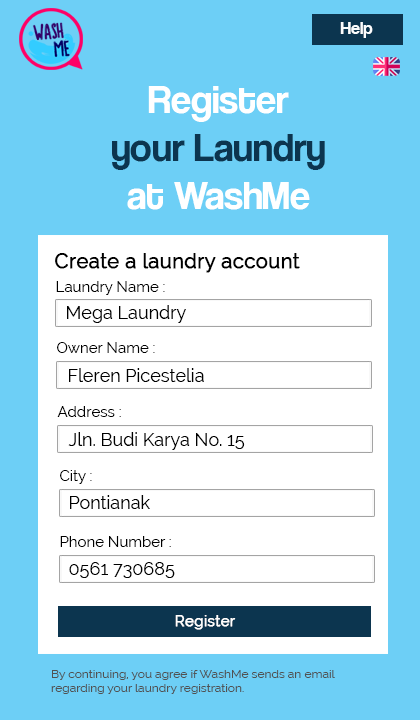 WASH
ME
Help
Register
your Laundry
at WashMe
Create a laundry account
Laundry Name :
Mega Laundry
Owner Name :
Fleren Picestelia
Address :
Jln. Budi Karya No. 15
City :
Pontianak
Phone Number :
0561 730685
Register
By continuing, you agree if WashMe sends an email
regarding your laundry registration.